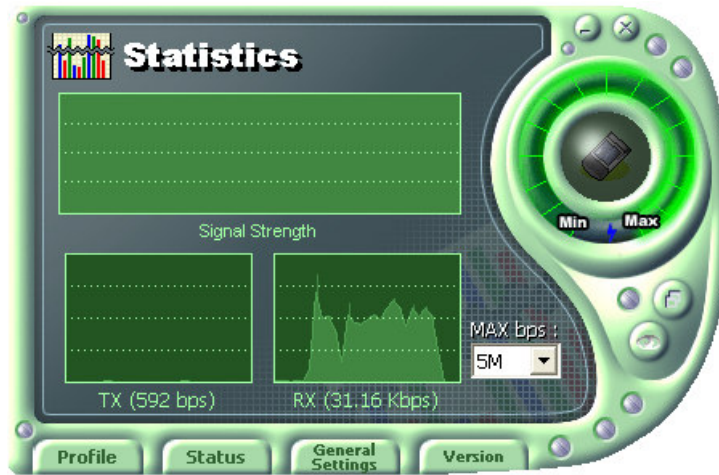 Statistics
Min
Max
Signal Strength
MAX bps :
5M
TX (592 bps)
RX (31.16 Kbps)
Profile
Status
General
Settings
Version